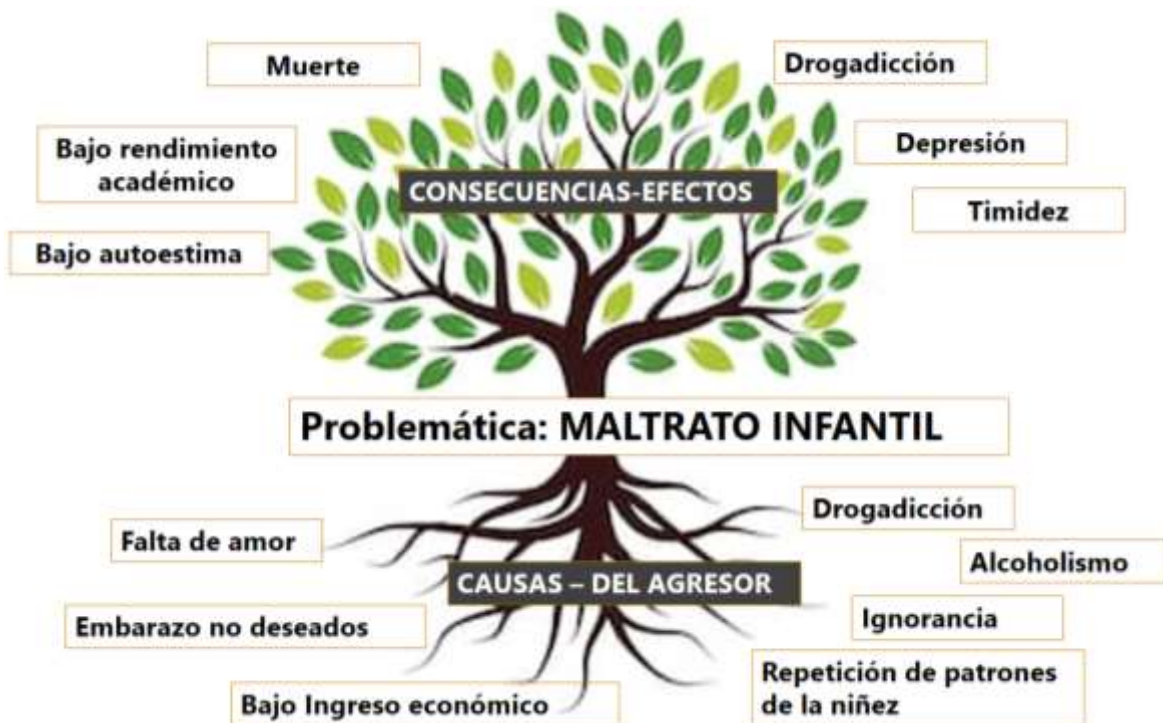 Muerte
Drogadicción
Bajo rendimiento
académico
Depresión
CONSECUENCIAS-EFECTOS
Timidez
Bajo autoestima
Problemática: MALTRATO INFANTIL
Drogadicción
Falta de amor
Alcoholismo
CAUSAS – DEL AGRESOR
Ignorancia
Embarazo no deseados
Repetición de patrones
de la niñez
Bajo Ingreso económico